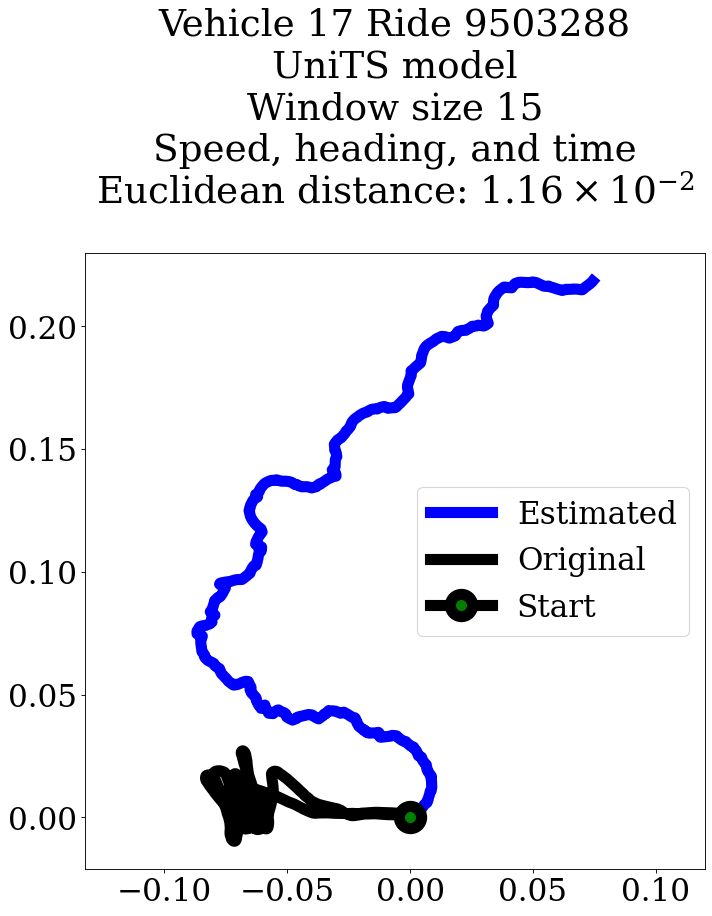 Vehicle 17 Ride 9503288
UniTS model
Window size 15
Speed, heading, and time
Euclidean distance: 1.16 × 10⁻²
0.20
0.15
0.10
0.05
0.00
Estimated
Original
Start
−0.10 −0.05 0.00 0.05 0.10